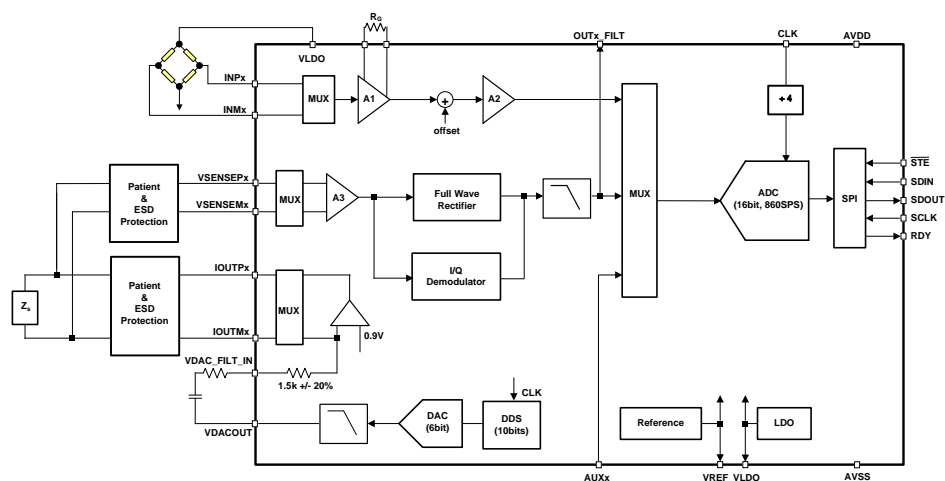 RG
OUTx_FILT
CLK
AVDD
VLDO
INPx
INMx
MUX
A1
+
A2
offset
÷4
Patient
&
ESD
Protection
VSENSEPx
VSENSEMx
MUX
A3
Full Wave
Rectifier
I/Q
Demodulator
MUX
ADC
(16bit, 860SPS)
SPI
STE
SDIN
SDOUT
SCLK
RDY
Zs
Patient
&
ESD
Protection
IOUTPx
IOUTMx
MUX
0.9V
VDAC_FILT_IN
1.5k +/- 20%
VDACOUT
DAC
(6bit)
CLK
DDS
(10bits)
Reference
LDO
AUXx
VREF
VLDO
AVSS